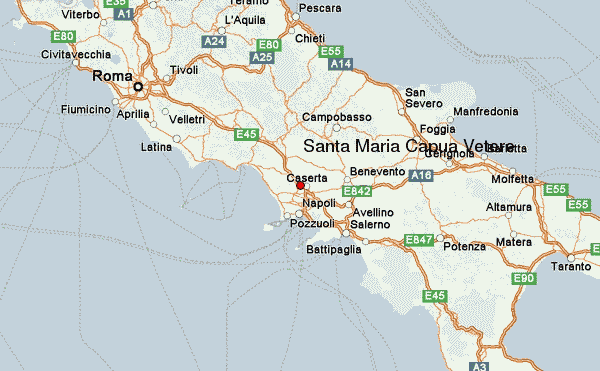 E35
Teramo
Viterbo
A1
Pescara
L'Aquila
E80
A24
E80
Chieti
Civitavecchia
A25
E55
A14
Tivoli
Roma
San
Severo
Fiumicino
Aprilia
Velletri
Campobasso
Manfredonia
Foggia
E45
Latina
Santa Maria Capua Vetere
Cerignola
Barletta
Caserta
Benevento
A16
Molfetta
E842
E55
Napoli
Avellino
Altamura
E55
Pozzuoli
Salerno
Battipaglia
E847
Potenza
Matera
Taranto
E90
E45
A3